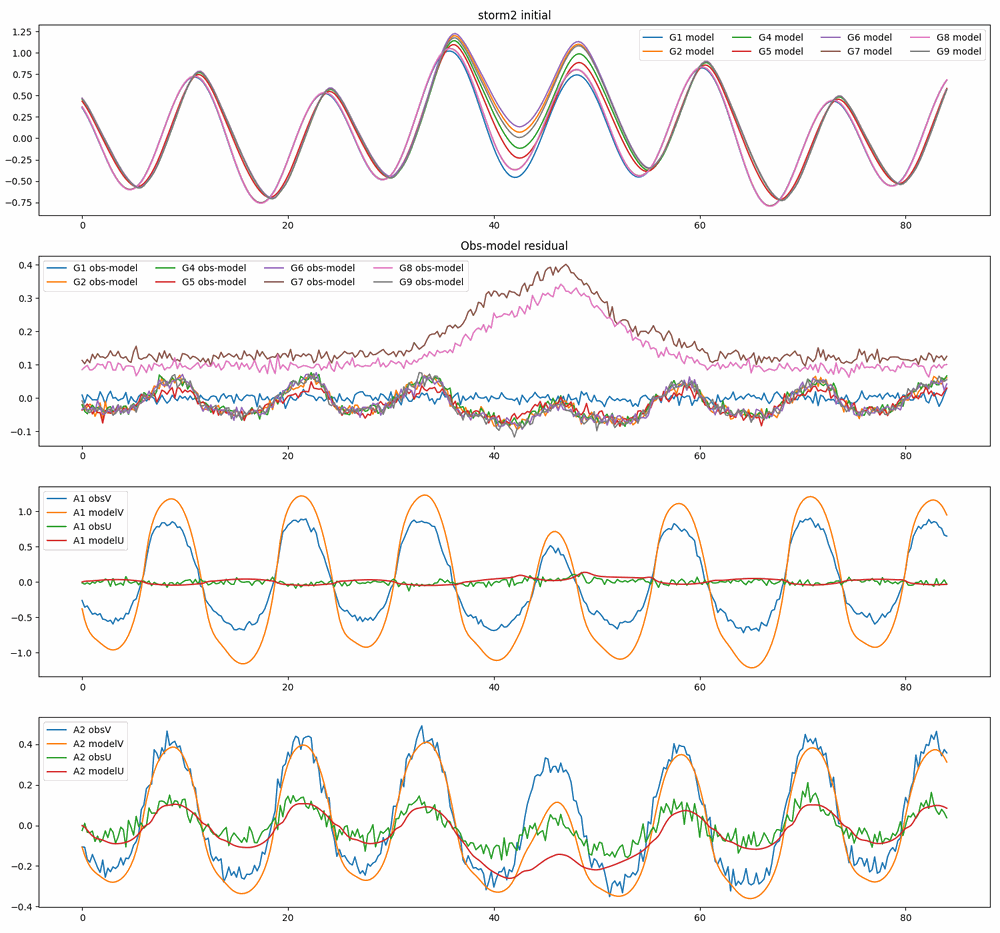 storm2 initial
1.25
1.00
0.75
0.50
0.25
0.00
−0.25
−0.50
−0.75
G1 model G4 model G6 model G8 model
G2 model G5 model G7 model G9 model
0 20 40 60 80
Obs-model residual
0.4
0.3
0.2
0.1
0.0
−0.1
G1 obs-model G4 obs-model G6 obs-model G8 obs-model
G2 obs-model G5 obs-model G7 obs-model G9 obs-model
0 20 40 60 80
1.0
0.5
0.0
−0.5
−1.0
A1 obsV
A1 modelV
A1 obsU
A1 modelU
0 20 40 60 80
0.4
0.2
0.0
−0.2
−0.4
A2 obsV
A2 modelV
A2 obsU
A2 modelU
0 20 40 60 80